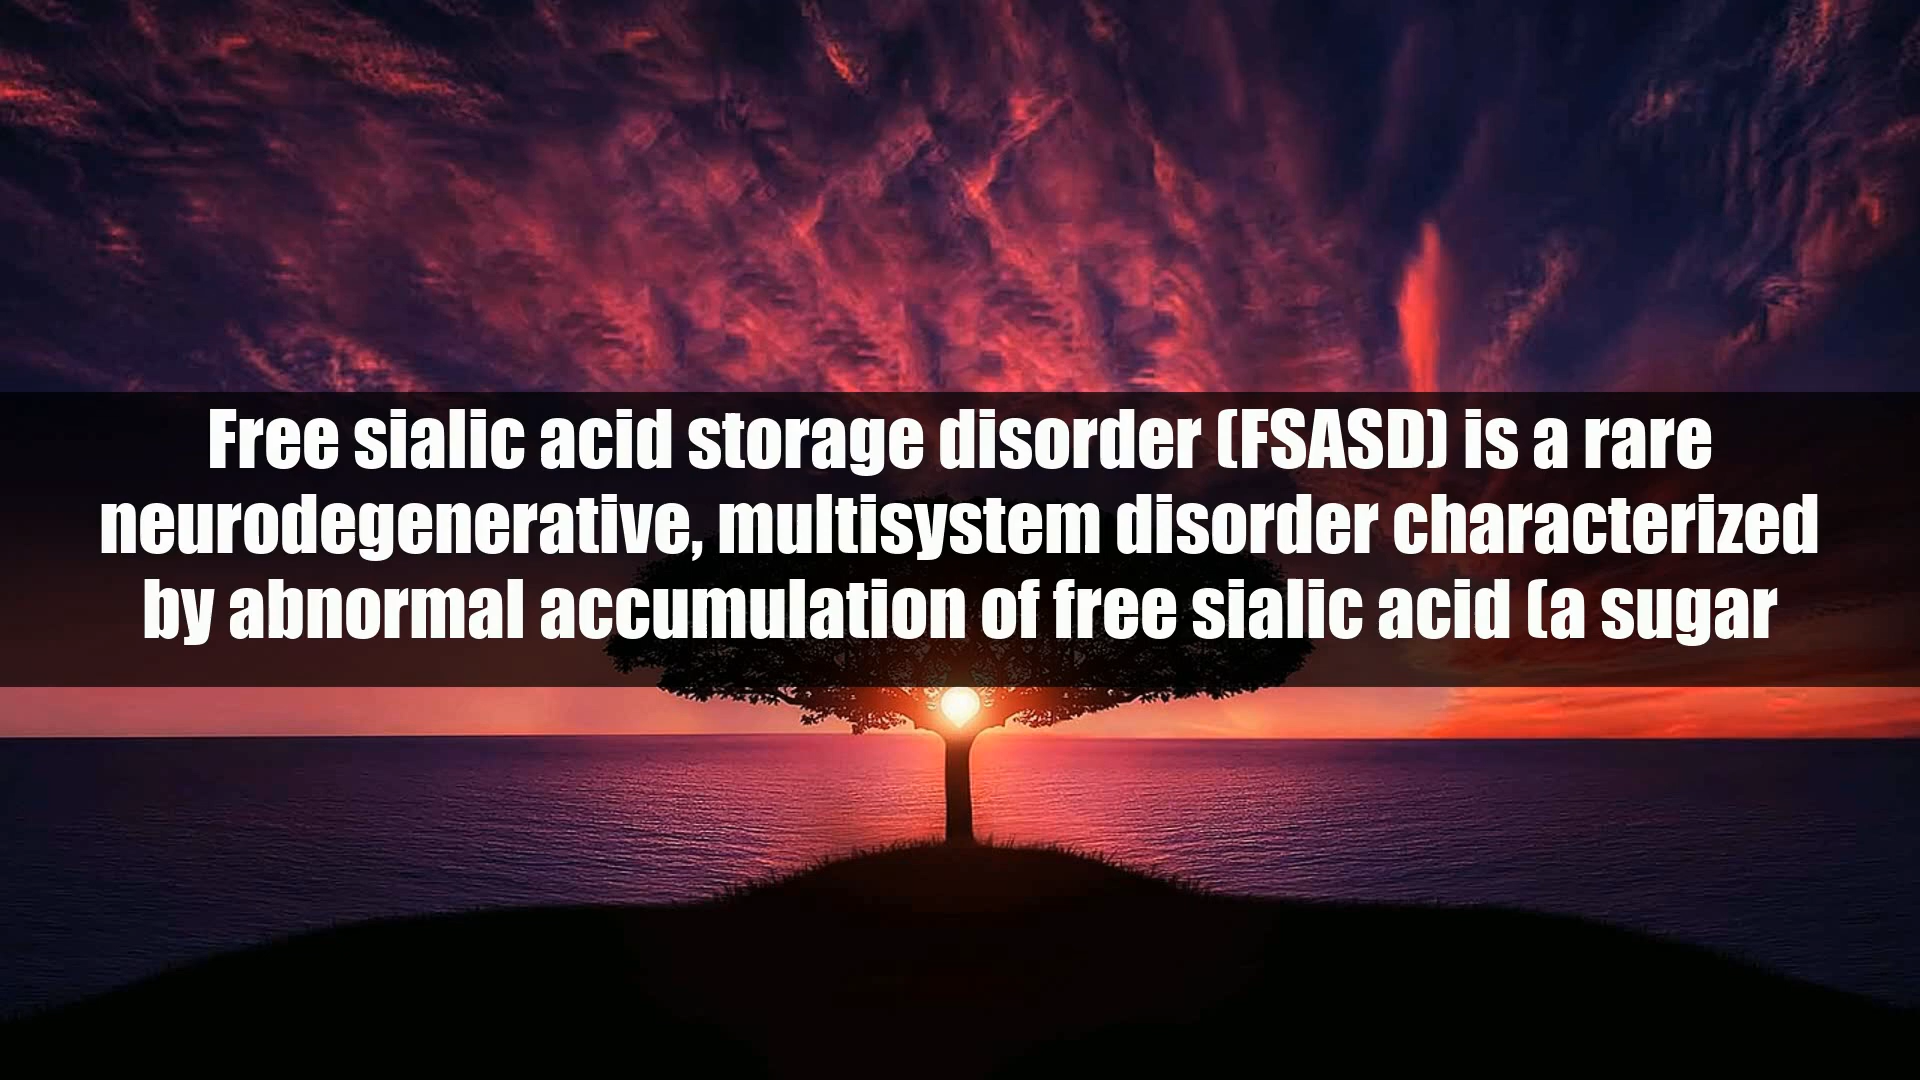 Free sialic acid storage disorder (FSASD) is a rare
neurodegenerative, multisystem disorder characterized
by abnormal accumulation of free sialic acid (a sugar